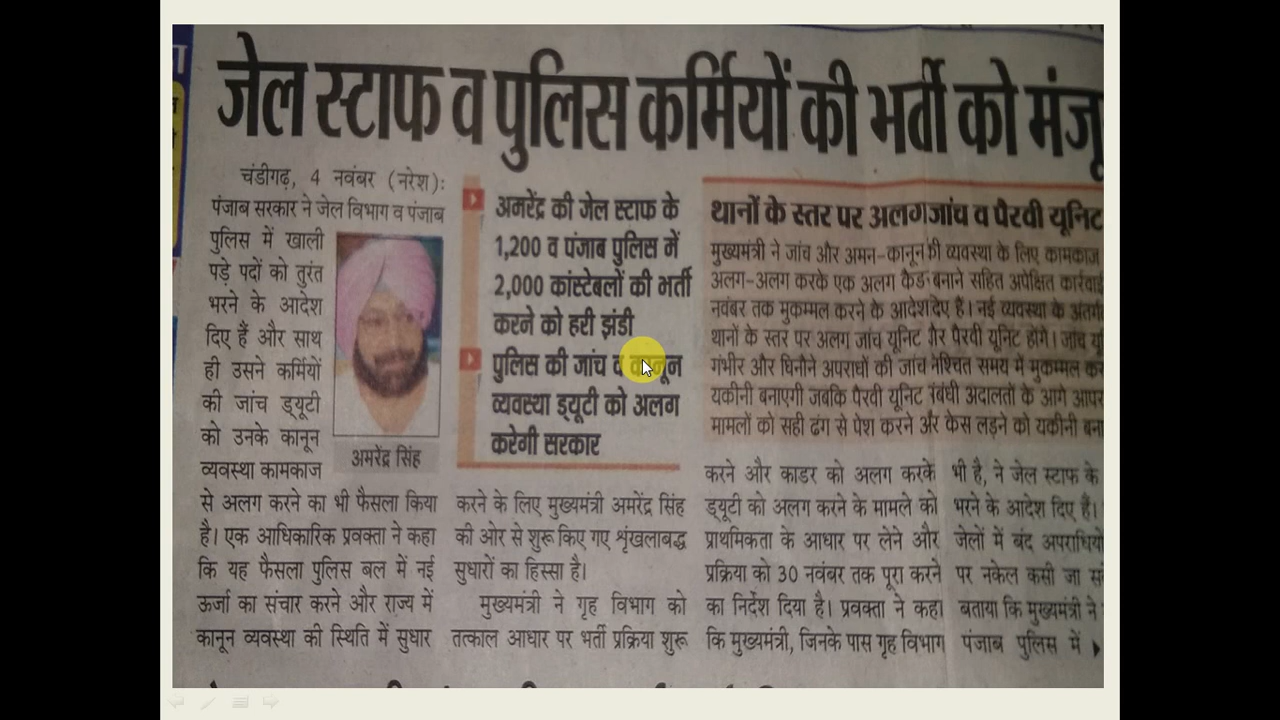 जेल स्टाफ व पुलिस कर्मियों की भर्ती को मंजू
चंडीगढ़, 4 नवंबर (नरेश):
पंजाब सरकार ने जेल विभाग व पंजाब
पुलिस में खाली
पड़े पदों को तुरंत
भरने के आदेश
दिए हैं और साथ
ही उसने कर्मियों
की जांच ड्यूटी
को उनके कानून
व्यवस्था कामकाज
अमरेंद्र सिंह
से अलग करने का भी फैसला किया
है। एक आधिकारिक प्रवक्ता ने कहा
कि यह फैसला पुलिस बल में नई
ऊर्जा का संचार करने और राज्य में
कानून व्यवस्था की स्थिति में सुधार
अमरेंद्र की जेल स्टाफ के
1,200 व पंजाब पुलिस में
2,000 कांस्टेबलों की भर्ती
करने को हरी झंडी
पुलिस की जांच व कानून
व्यवस्था ड्यूटी को अलग
करेगी सरकार
करने के लिए मुख्यमंत्री अमरेंद्र सिंह
की ओर से शुरू किए गए श्रृंखलाबद्ध
सुधारों का हिस्सा है।
मुख्यमंत्री ने गृह विभाग को
तत्काल आधार पर भर्ती प्रक्रिया शुरू
थानों के स्तर पर अलग जांच व पैरवी यूनिट
मुख्यमंत्री ने जांच और अमन-कानून की व्यवस्था के लिए कामकाज
अलग-अलग करके एक अलग कैडर बनाने सहित अपेक्षित कार्रवाई
नवंबर तक मुकम्मल करने के आदेश दिए हैं। नई व्यवस्था के अंतर्ग
थानों के स्तर पर अलग जांच यूनिट और पैरवी यूनिट होंगे। जांच यू
गंभीर और घिनौने अपराधों की जांच निश्चित समय में मुकम्मल कर
यकीनी बनाएगी जबकि पैरवी यूनिट संबंधी अदालतों के आगे आपर
मामलों को सही ढंग से पेश करने और केस लड़ने को यकीनी बना
करने और काडर को अलग करके
ड्यूटी को अलग करने के मामले को
प्राथमिकता के आधार पर लेने और
प्रक्रिया को 30 नवंबर तक पूरा करने
का निर्देश दिया है। प्रवक्ता ने कहा
कि मुख्यमंत्री, जिनके पास गृह विभाग
भी है, ने जेल स्टाफ के
भरने के आदेश दिए हैं।
जेलों में बंद अपराधियो
पर नकेल कसी जा स
बताया कि मुख्यमंत्री ने
पंजाब पुलिस में